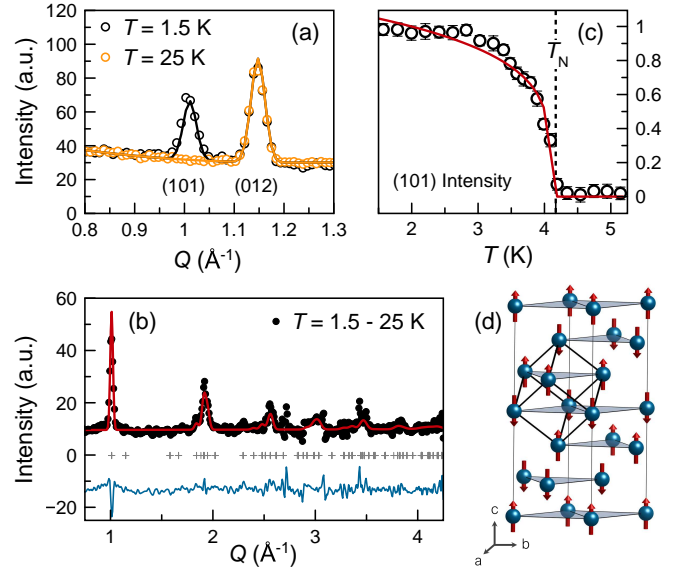 120
100
80
60
40
20
0
Intensity (a.u.)
T = 1.5 K
T = 25 K
(a)
(101)
(012)
0.8 0.9 1 1.1 1.2 1.3
Q (Å⁻¹)
(c)
T_N
1
0.8
0.6
0.4
0.2
0
(101) Intensity
2 3 4 5
T (K)
60
40
20
0
−20
Intensity (a.u.)
(b)
T = 1.5 - 25 K
1 2 3 4
Q (Å⁻¹)
(d)
c
a
b